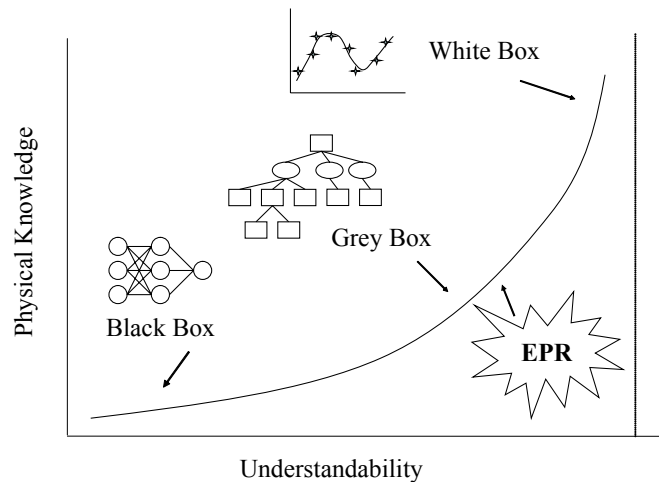 White Box
Physical Knowledge
Grey Box
Black Box
EPR
Understandability